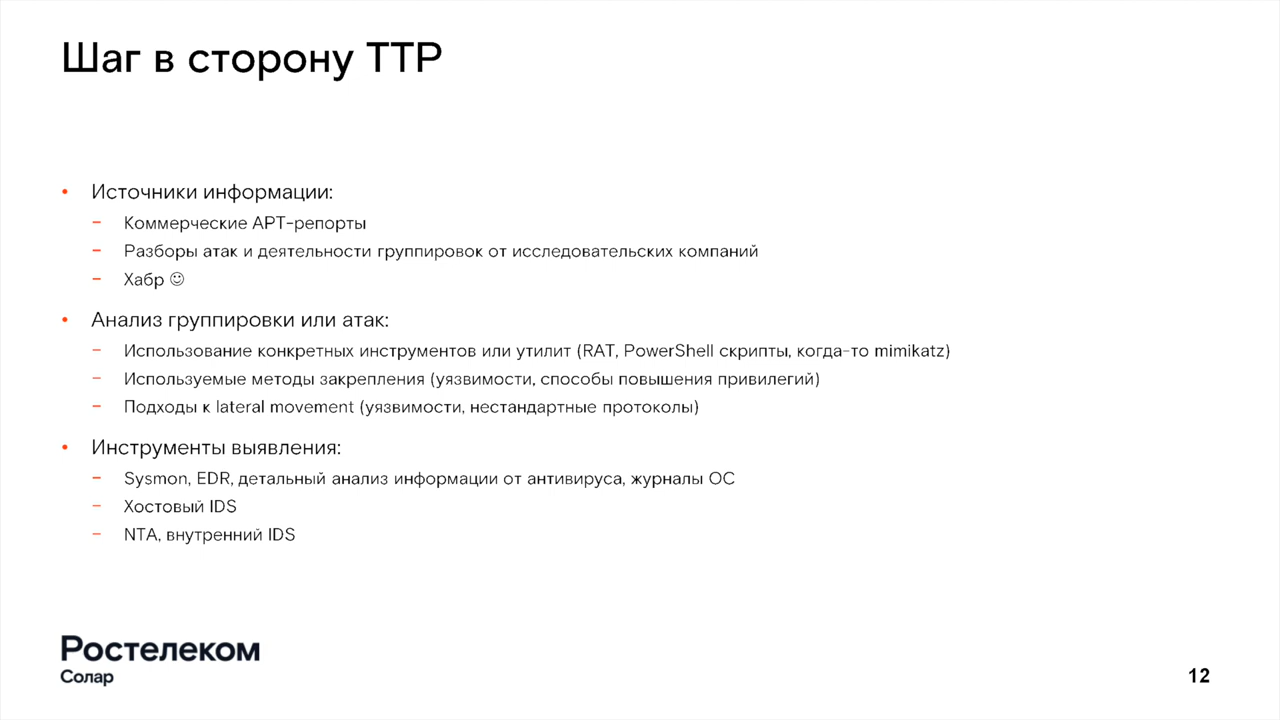 Шаг в сторону TTP
• Источники информации:
– Коммерческие APT-репорты
– Разборы атак и деятельности группировок от исследовательских компаний
– Хабр ☺
• Анализ группировки или атак:
– Использование конкретных инструментов или утилит (RAT, PowerShell скрипты, когда-то mimikatz)
– Используемые методы закрепления (уязвимости, способы повышения привилегий)
– Подходы к lateral movement (уязвимости, нестандартные протоколы)
• Инструменты выявления:
– Sysmon, EDR, детальный анализ информации от антивируса, журналы ОС
– Хостовый IDS
– NTA, внутренний IDS
Ростелеком
Солар
12